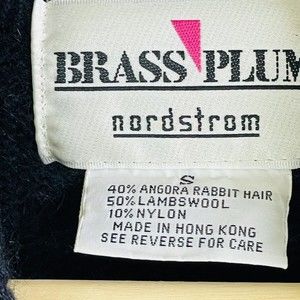 BRASS PLUM
nordstrom
S
40% ANGORA RABBIT HAIR
50% LAMBSWOOL
10% NYLON
MADE IN HONG KONG
SEE REVERSE FOR CARE